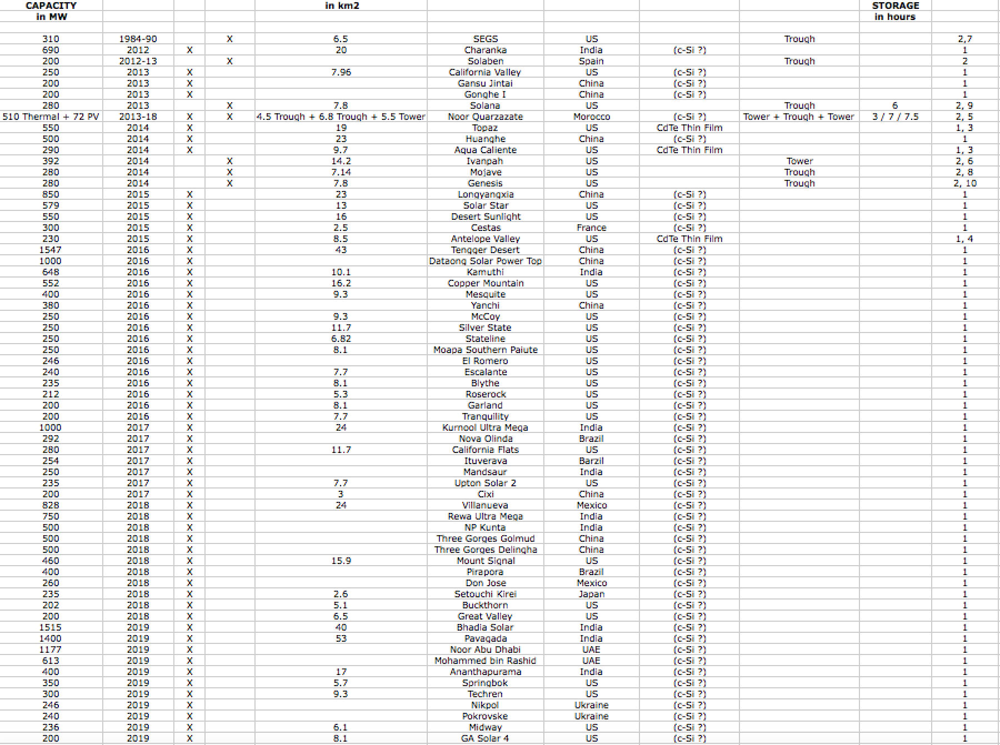 CAPACITY in km2 STORAGE
in MW in hours
310 1984-90 X 6.5 SEGS US Trough 2,7
690 2012 X 20 Charanka India (c-Si ?) 1
200 2012-13 X Solaben Spain Trough 2
250 2013 X 7.96 California Valley US (c-Si ?) 1
200 2013 X Gansu Jintai China (c-Si ?) 1
200 2013 X Gonghe I China (c-Si ?) 1
280 2013 X 7.8 Solana US Trough 6 2, 9
510 Thermal + 72 PV 2013-18 X X 4.5 Trough + 6.8 Trough + 5.5 Tower Noor Quarzazate Morocco (c-Si ?) Tower + Trough + Tower 3 / 7 / 7.5 2, 5
550 2014 X 19 Topaz US CdTe Thin Film 1, 3
500 2014 X 23 Huanghe China (c-Si ?) 1
290 2014 X 9.7 Aqua Caliente US CdTe Thin Film 1, 3
392 2014 X 14.2 Ivanpah US Tower 2, 6
280 2014 X 7.14 Mojave US Trough 2, 8
280 2014 X 7.8 Genesis US Trough 2, 10
850 2015 X 23 Longyangxia China (c-Si ?) 1
579 2015 X 13 Solar Star US (c-Si ?) 1
550 2015 X 16 Desert Sunlight US (c-Si ?) 1
300 2015 X 2.5 Cestas France (c-Si ?) 1
230 2015 X 8.5 Antelope Valley US CdTe Thin Film 1, 4
1547 2016 X 43 Tengger Desert China (c-Si ?) 1
1000 2016 X Dataong Solar Power Top China (c-Si ?) 1
648 2016 X 10.1 Kamuthi India (c-Si ?) 1
552 2016 X 16.2 Copper Mountain US (c-Si ?) 1
400 2016 X 9.3 Mesquite US (c-Si ?) 1
380 2016 X Yanchi China (c-Si ?) 1
250 2016 X 9.3 McCoy US (c-Si ?) 1
250 2016 X 11.7 Silver State US (c-Si ?) 1
250 2016 X 6.82 Stateline US (c-Si ?) 1
250 2016 X 8.1 Moapa Southern Paiute US (c-Si ?) 1
246 2016 X El Romero US (c-Si ?) 1
240 2016 X 7.7 Escalante US (c-Si ?) 1
235 2016 X 8.1 Blythe US (c-Si ?) 1
212 2016 X 5.3 Roserock US (c-Si ?) 1
200 2016 X 8.1 Garland US (c-Si ?) 1
200 2016 X 7.7 Tranquility US (c-Si ?) 1
1000 2017 X 24 Kurnool Ultra Mega India (c-Si ?) 1
292 2017 X Nova Olinda Brazil (c-Si ?) 1
280 2017 X 11.7 California Flats US (c-Si ?) 1
254 2017 X Ituverava Barzil (c-Si ?) 1
250 2017 X Mandsaur India (c-Si ?) 1
235 2017 X 7.7 Upton Solar 2 US (c-Si ?) 1
200 2017 X 3 Cixi China (c-Si ?) 1
828 2018 X 24 Villanueva Mexico (c-Si ?) 1
750 2018 X Rewa Ultra Mega India (c-Si ?) 1
500 2018 X NP Kunta India (c-Si ?) 1
500 2018 X Three Gorges Golmud China (c-Si ?) 1
500 2018 X Three Gorges Delingha China (c-Si ?) 1
460 2018 X 15.9 Mount Signal US (c-Si ?) 1
400 2018 X Pirapora Brazil (c-Si ?) 1
260 2018 X Don Jose Mexico (c-Si ?) 1
235 2018 X 2.6 Setouchi Kirei Japan (c-Si ?) 1
202 2018 X 5.1 Buckthorn US (c-Si ?) 1
200 2018 X 6.5 Great Valley US (c-Si ?) 1
1515 2019 X 40 Bhadia Solar India (c-Si ?) 1
1400 2019 X 53 Pavagada India (c-Si ?) 1
1177 2019 X Noor Abu Dhabi UAE (c-Si ?) 1
613 2019 X Mohammed bin Rashid UAE (c-Si ?) 1
400 2019 X 17 Ananthapurama India (c-Si ?) 1
350 2019 X 5.7 Springbok US (c-Si ?) 1
300 2019 X 9.3 Techren US (c-Si ?) 1
246 2019 X Nikpol Ukraine (c-Si ?) 1
240 2019 X Pokrovske Ukraine (c-Si ?) 1
236 2019 X 6.1 Midway US (c-Si ?) 1
200 2019 X 8.1 GA Solar 4 US (c-Si ?) 1